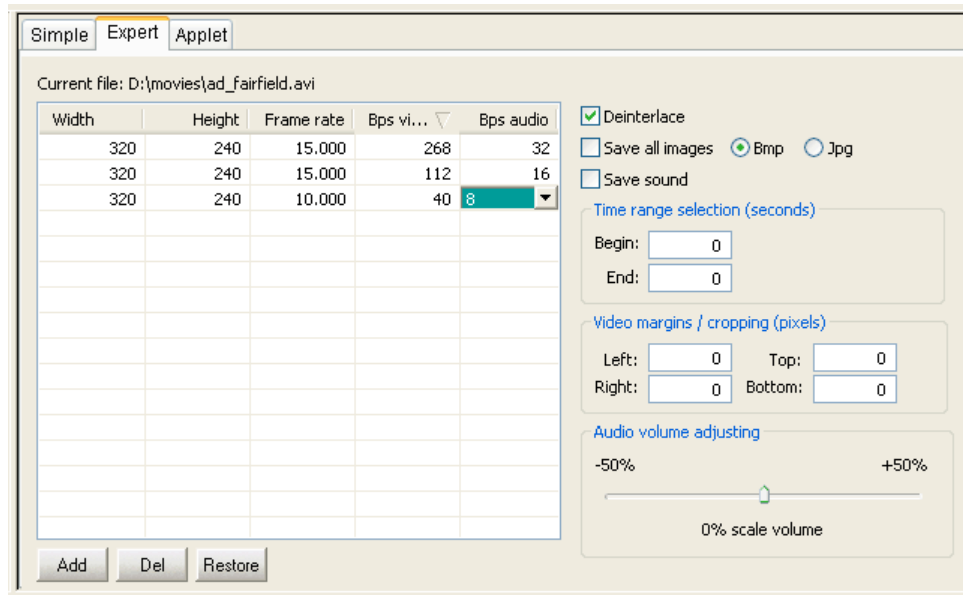 Simple Expert Applet
Current file: D:\movies\ad_fairfield.avi
Width Height Frame rate Bps vi... Bps audio
320 240 15.000 268 32
320 240 15.000 112 16
320 240 10.000 40 8
Add Del Restore
Deinterlace
Save all images Bmp Jpg
Save sound
Time range selection (seconds)
Begin: 0
End: 0
Video margins / cropping (pixels)
Left: 0 Top: 0
Right: 0 Bottom: 0
Audio volume adjusting
-50% +50%
0% scale volume